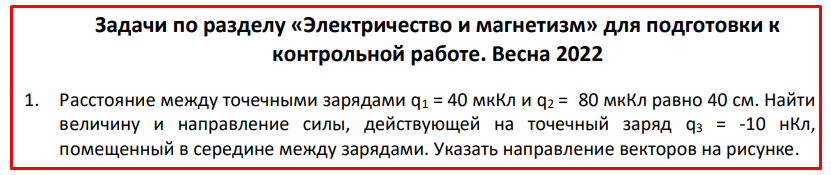 Задачи по разделу «Электричество и магнетизм» для подготовки к
контрольной работе. Весна 2022
1. Расстояние между точечными зарядами q₁ = 40 мкКл и q₂ =  80 мкКл равно 40 см. Найти
величину и направление силы, действующей на точечный заряд q₃ = -10 нКл,
помещенный в середине между зарядами. Указать направление векторов на рисунке.